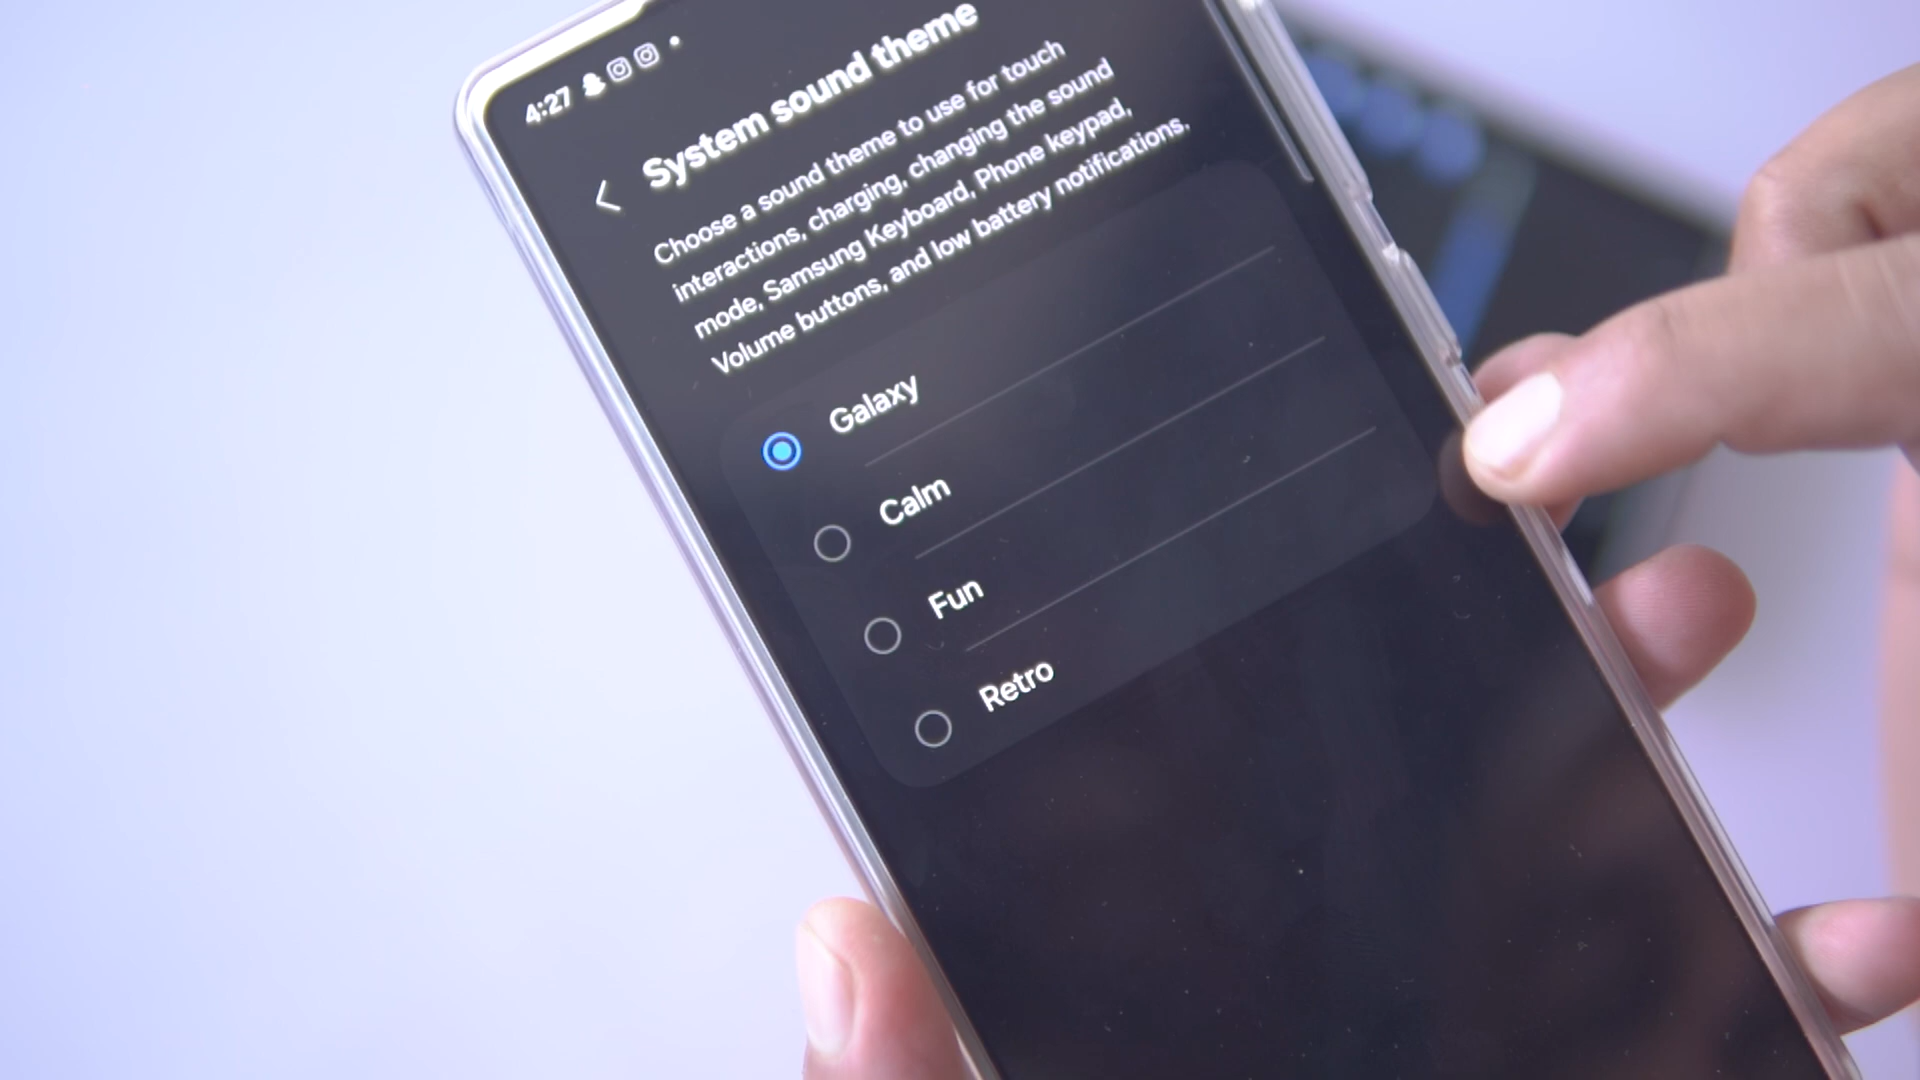 4:27
System sound theme
Choose a sound theme to use for touch
interactions, charging, changing the sound
mode, Samsung Keyboard, Phone keypad,
Volume buttons, and low battery notifications.
Galaxy
Calm
Fun
Retro